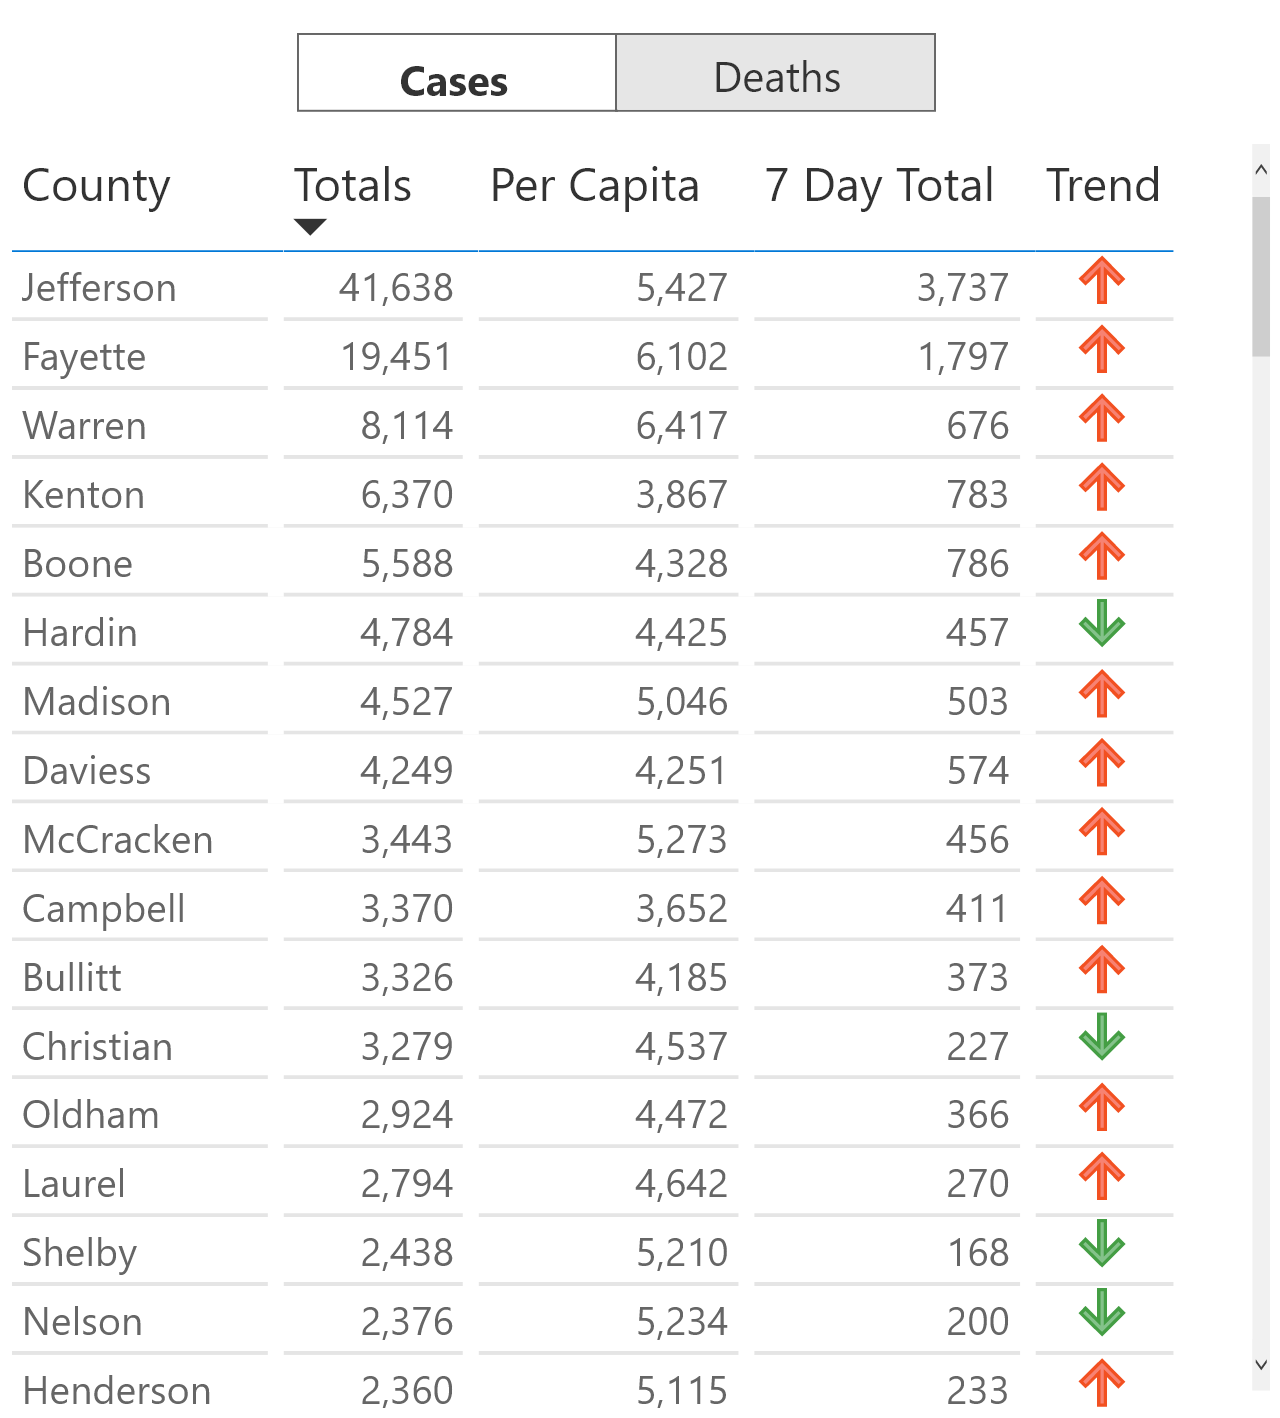 Cases Deaths
County Totals Per Capita 7 Day Total Trend
Jefferson 41,638 5,427 3,737
Fayette 19,451 6,102 1,797
Warren 8,114 6,417 676
Kenton 6,370 3,867 783
Boone 5,588 4,328 786
Hardin 4,784 4,425 457
Madison 4,527 5,046 503
Daviess 4,249 4,251 574
McCracken 3,443 5,273 456
Campbell 3,370 3,652 411
Bullitt 3,326 4,185 373
Christian 3,279 4,537 227
Oldham 2,924 4,472 366
Laurel 2,794 4,642 270
Shelby 2,438 5,210 168
Nelson 2,376 5,234 200
Henderson 2,360 5,115 233